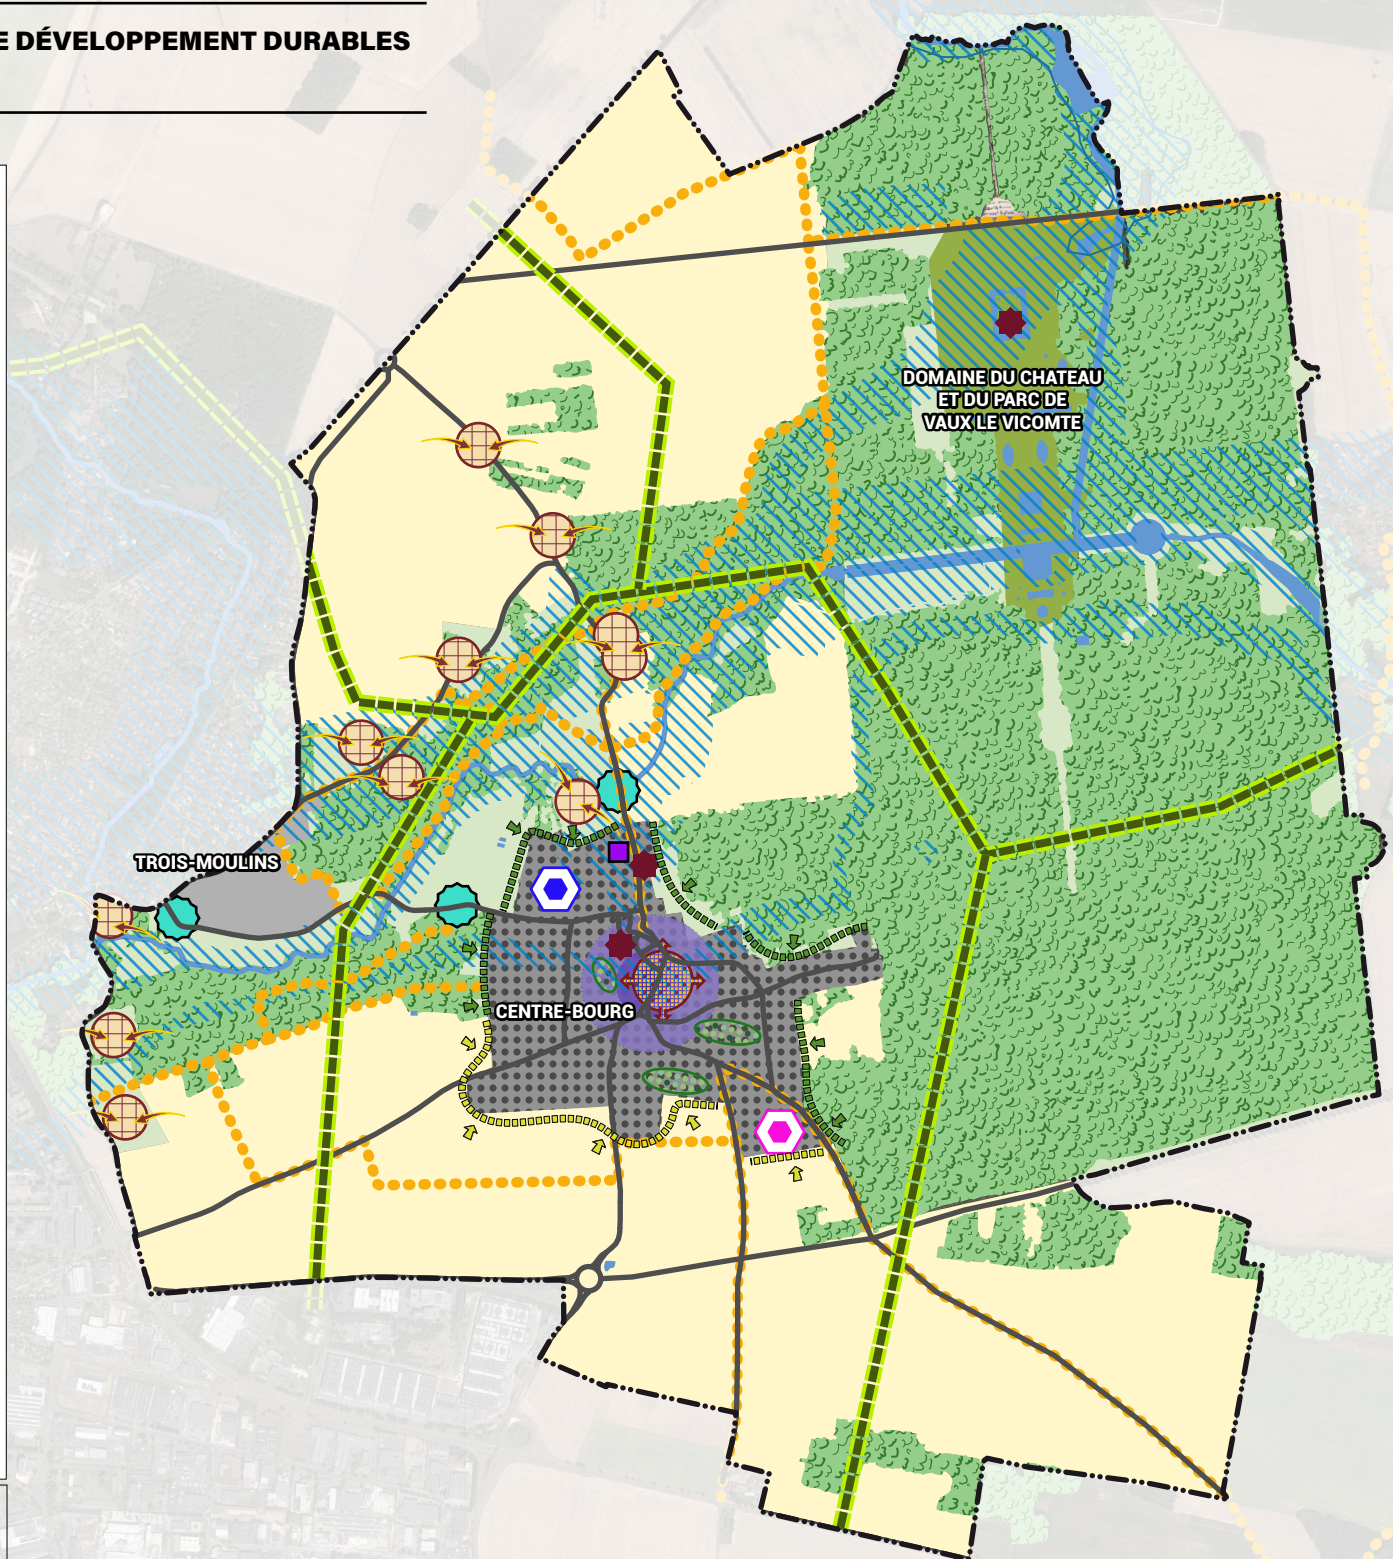 E DÉVELOPPEMENT DURABLES
DOMAINE DU CHATEAU
ET DU PARC DE
VAUX LE VICOMTE
TROIS-MOULINS
CENTRE-BOURG